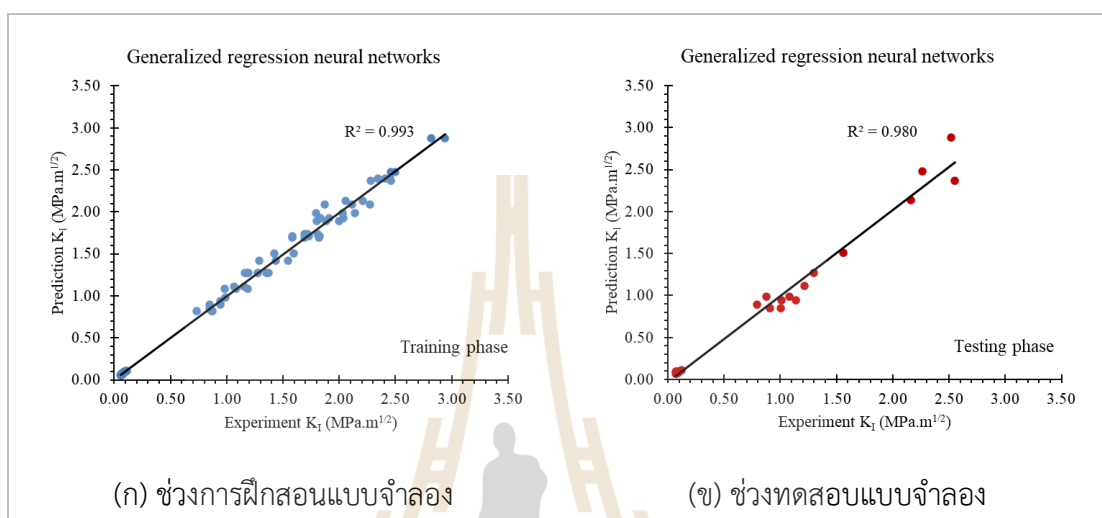 Generalized regression neural networks
3.50
3.00
2.50
2.00
1.50
1.00
0.50
0.00
Prediction K_I (MPa.m^1/2)
R² = 0.993
Training phase
0.00 0.50 1.00 1.50 2.00 2.50 3.00 3.50
Experiment K_I (MPa.m^1/2)
(ก) ช่วงการฝึกสอนแบบจำลอง
Generalized regression neural networks
3.50
3.00
2.50
2.00
1.50
1.00
0.50
0.00
Prediction K_I (MPa.m^1/2)
R² = 0.980
Testing phase
0.00 0.50 1.00 1.50 2.00 2.50 3.00 3.50
Experiment K_I (MPa.m^1/2)
(ข) ช่วงทดสอบแบบจำลอง